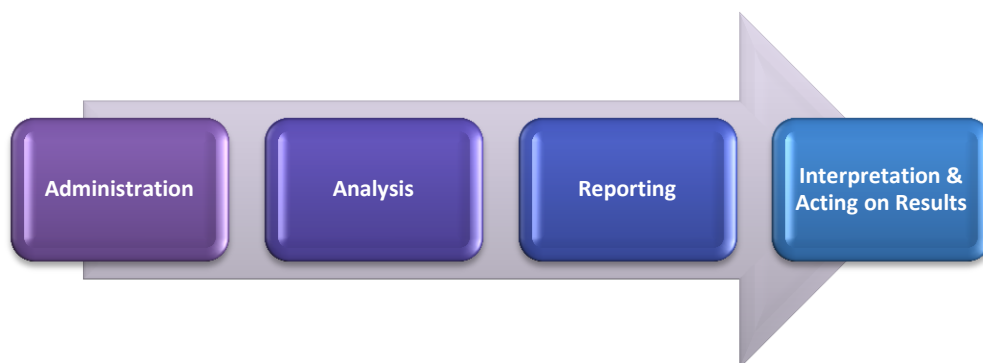 Administration
Analysis
Reporting
Interpretation &
Acting on Results